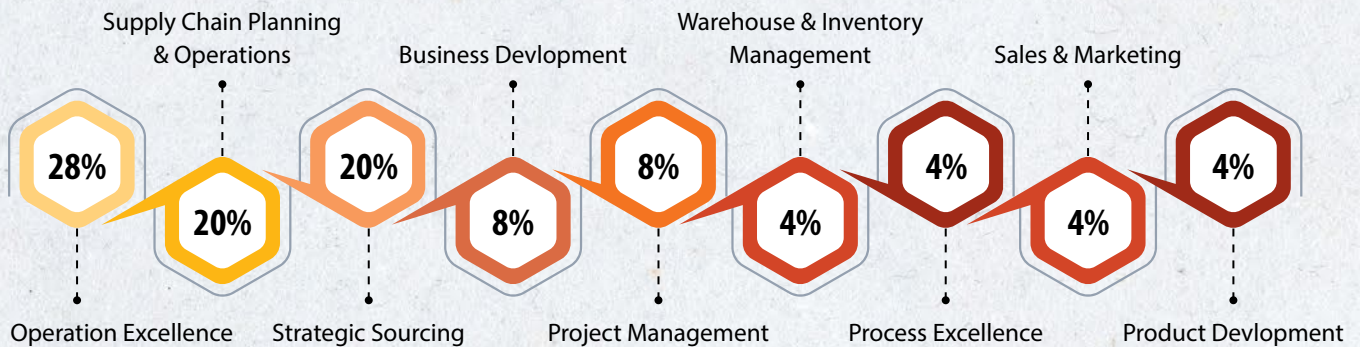 Supply Chain Planning
& Operations
Business Devlopment
Warehouse & Inventory
Management
Sales & Marketing
28%
20%
20%
8%
8%
4%
4%
4%
4%
Operation Excellence
Strategic Sourcing
Project Management
Process Excellence
Product Devlopment